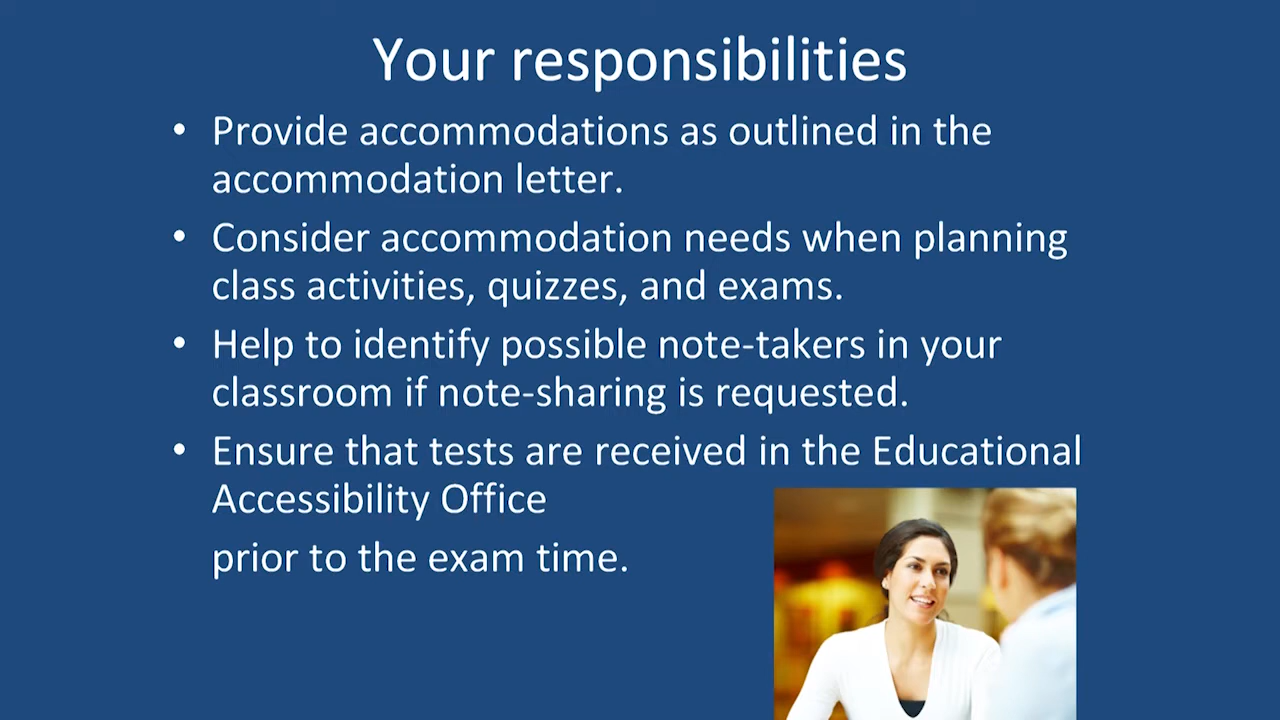 Your responsibilities
• Provide accommodations as outlined in the
accommodation letter.
• Consider accommodation needs when planning
class activities, quizzes, and exams.
• Help to identify possible note-takers in your
classroom if note-sharing is requested.
• Ensure that tests are received in the Educational
Accessibility Office
prior to the exam time.